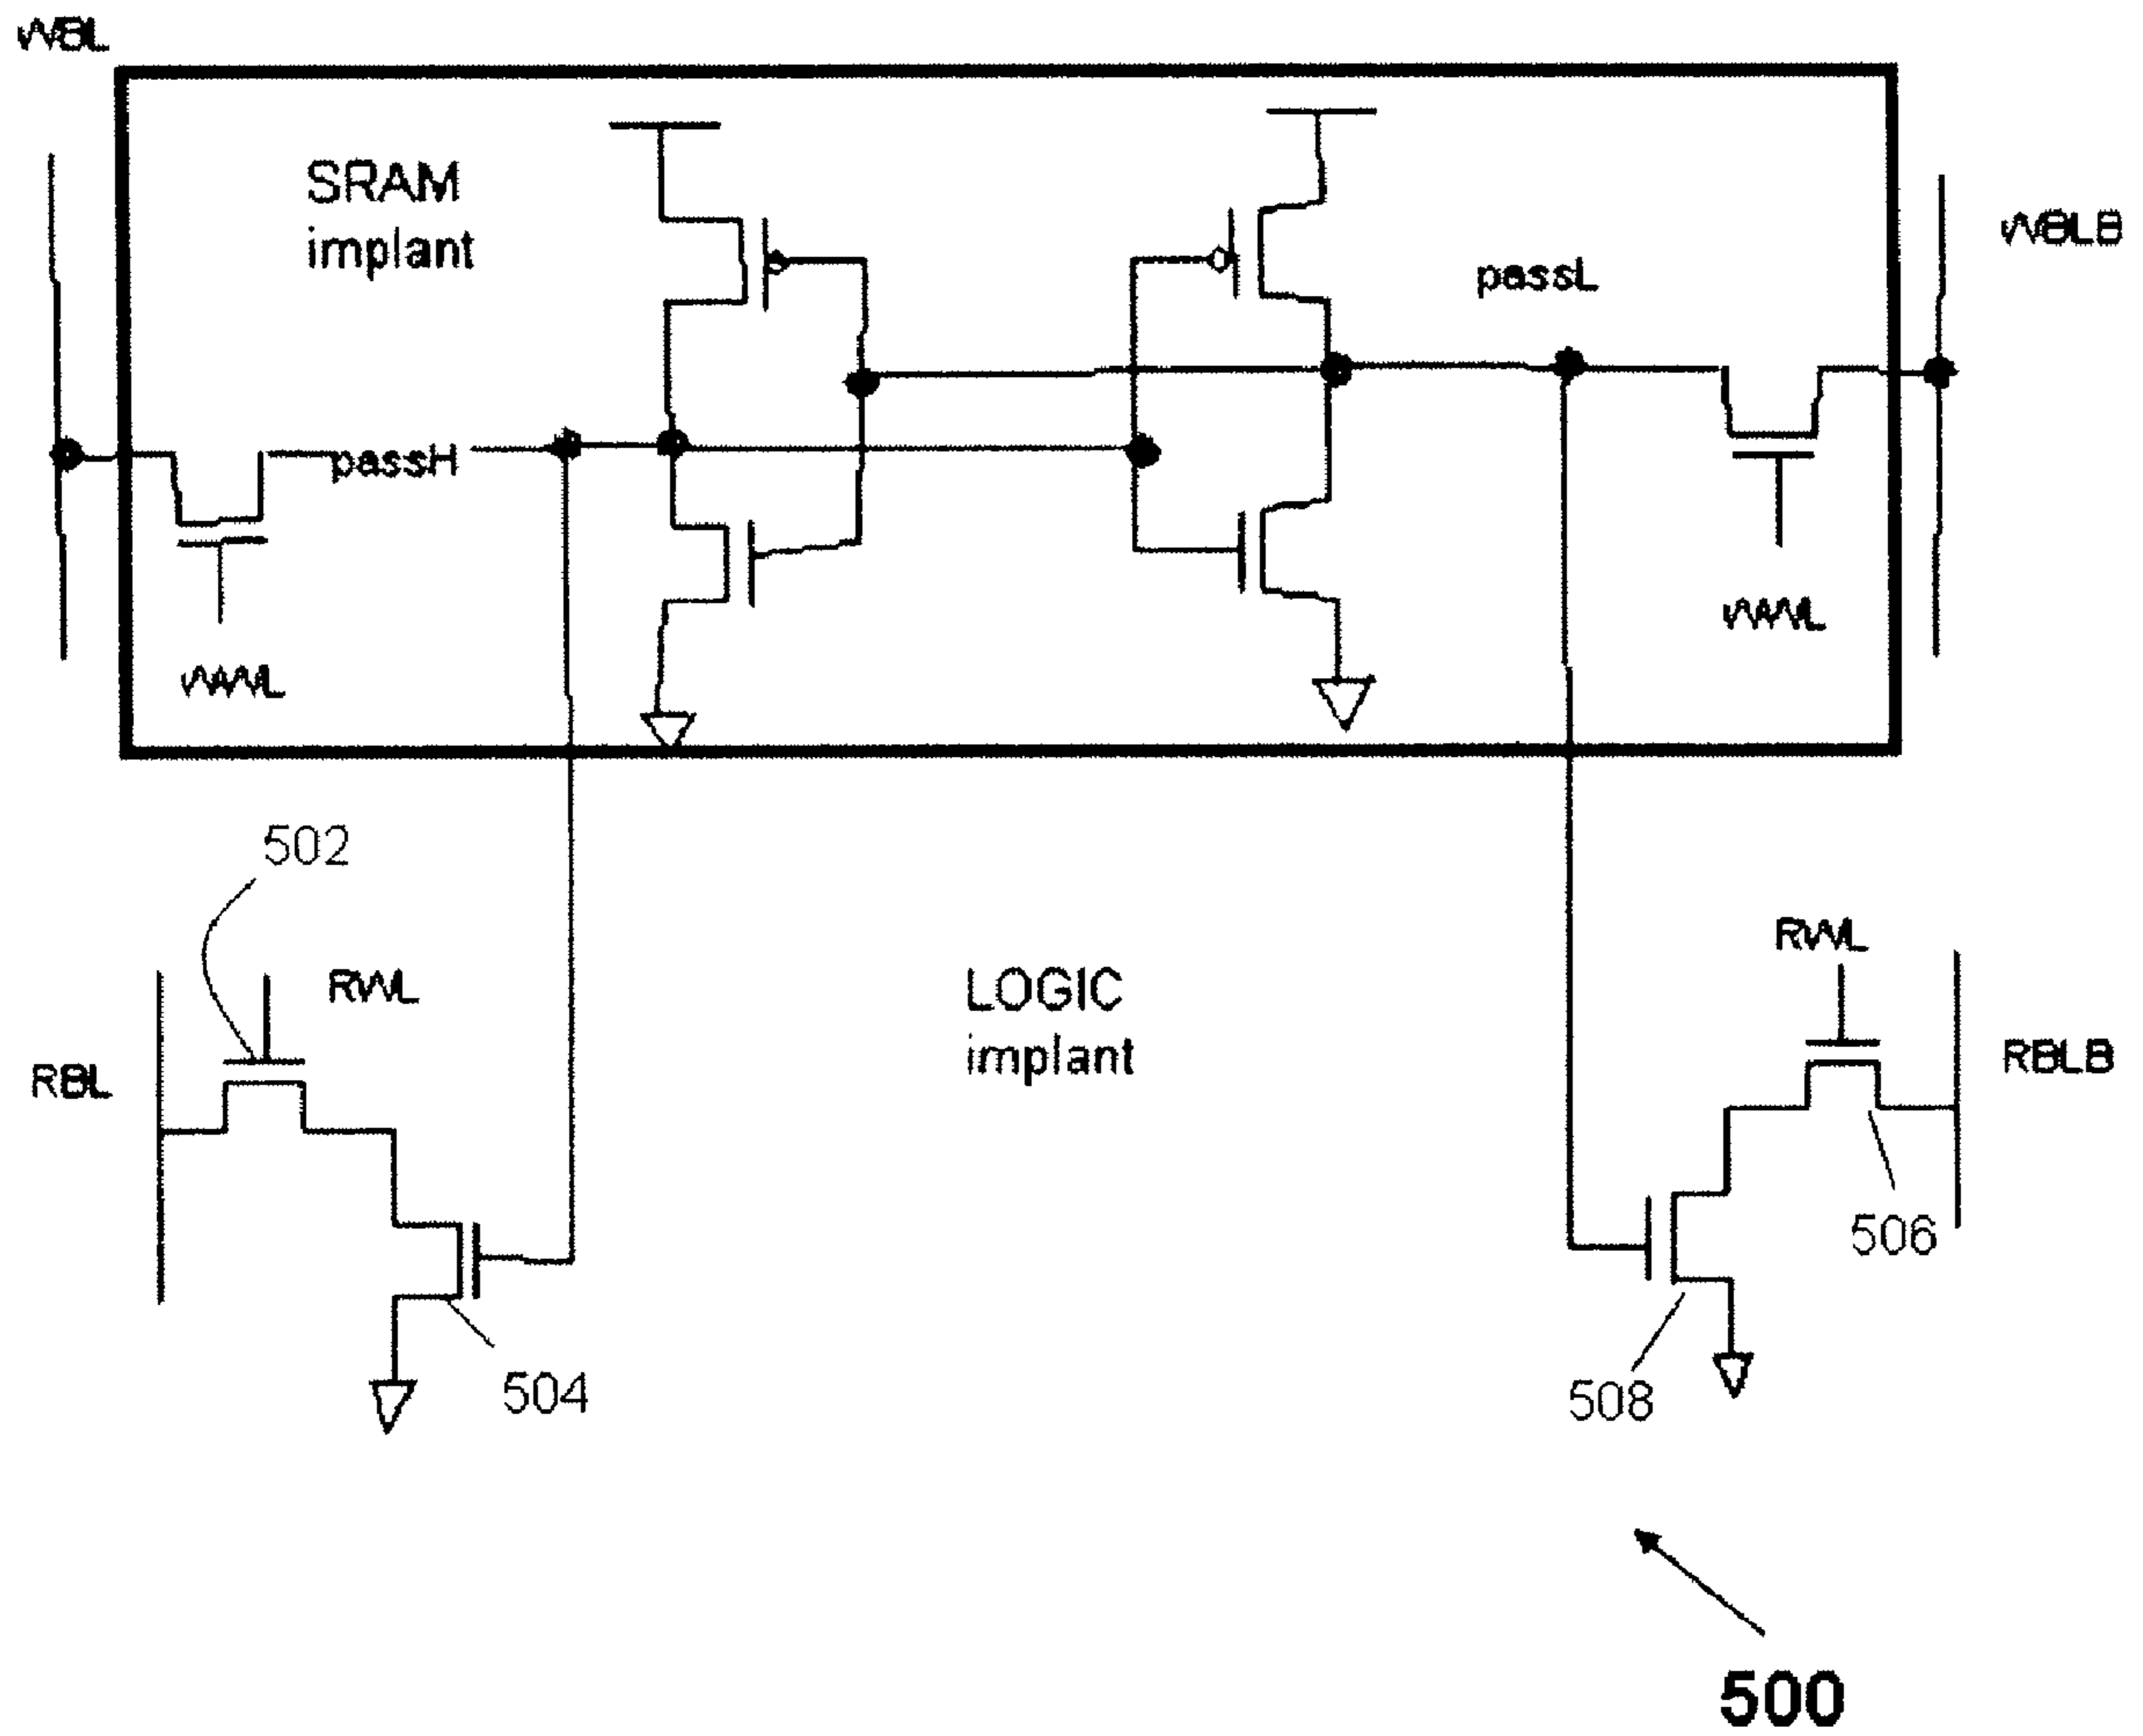 WBL
SRAM
implant
WBLB
passL
passH
WWL
WWL
502
RWL
RWL
LOGIC
implant
RBL
RBLB
506
504
508
500